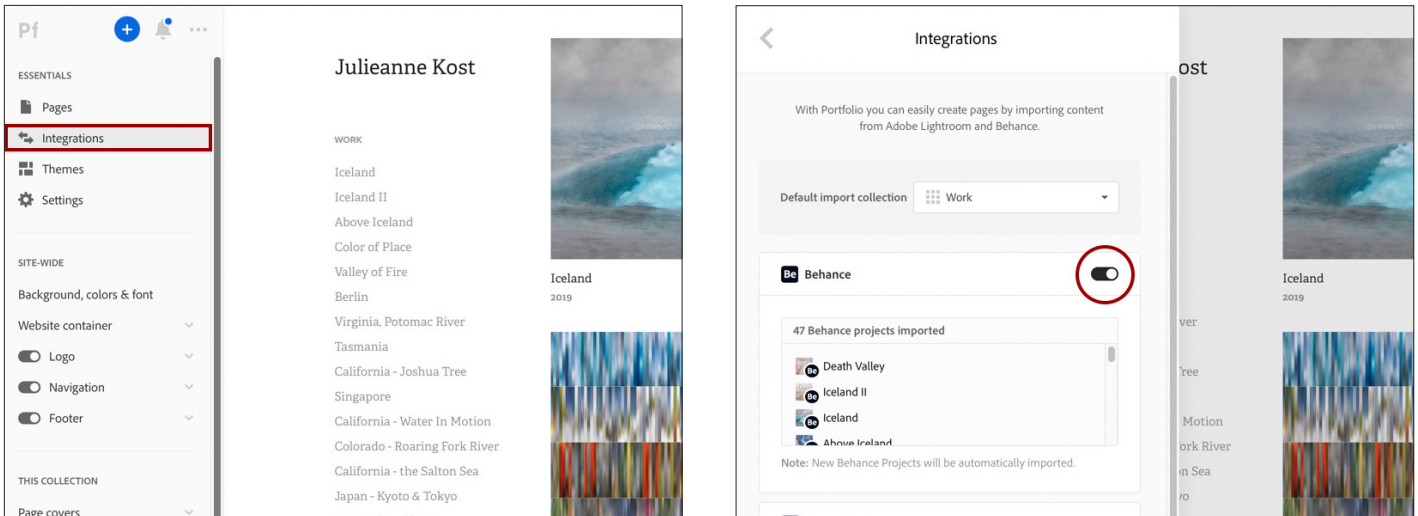 Pf
ESSENTIALS
Pages
Integrations
Themes
Settings
SITE-WIDE
Background, colors & font
Website container
Logo
Navigation
Footer
THIS COLLECTION
Page covers
Julieanne Kost
WORK
Iceland
Iceland II
Above Iceland
Color of Place
Valley of Fire
Berlin
Virginia, Potomac River
Tasmania
California - Joshua Tree
Singapore
California - Water In Motion
Colorado - Roaring Fork River
California - the Salton Sea
Japan - Kyoto & Tokyo
Iceland
2019
Integrations
With Portfolio you can easily create pages by importing content
from Adobe Lightroom and Behance.
Default import collection Work
Be Behance
47 Behance projects imported
Be Death Valley
Be Iceland II
Be Iceland
Above Iceland
Note: New Behance Projects will be automatically imported.
ost
ver
ree
Motion
ork River
n Sea
yo
Iceland
2019